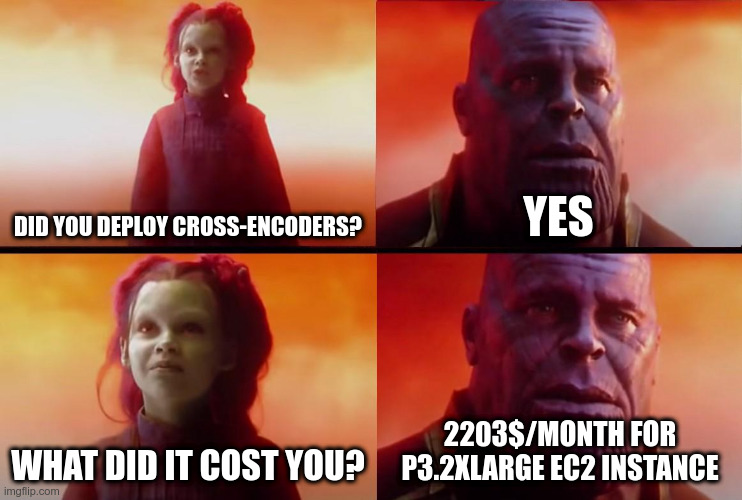 DID YOU DEPLOY CROSS-ENCODERS?
YES
WHAT DID IT COST YOU?
2203$/MONTH FOR
P3.2XLARGE EC2 INSTANCE
imgflip.com